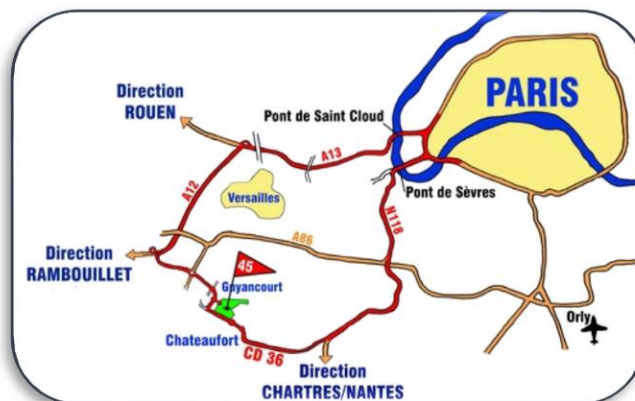 Direction
ROUEN
Pont de Saint Cloud
PARIS
A13
A12
Versailles
Pont de Sèvres
N118
A86
Direction
RAMBOUILLET
45
Guyancourt
Chateaufort
CD 36
Orly
Direction
CHARTRES/NANTES